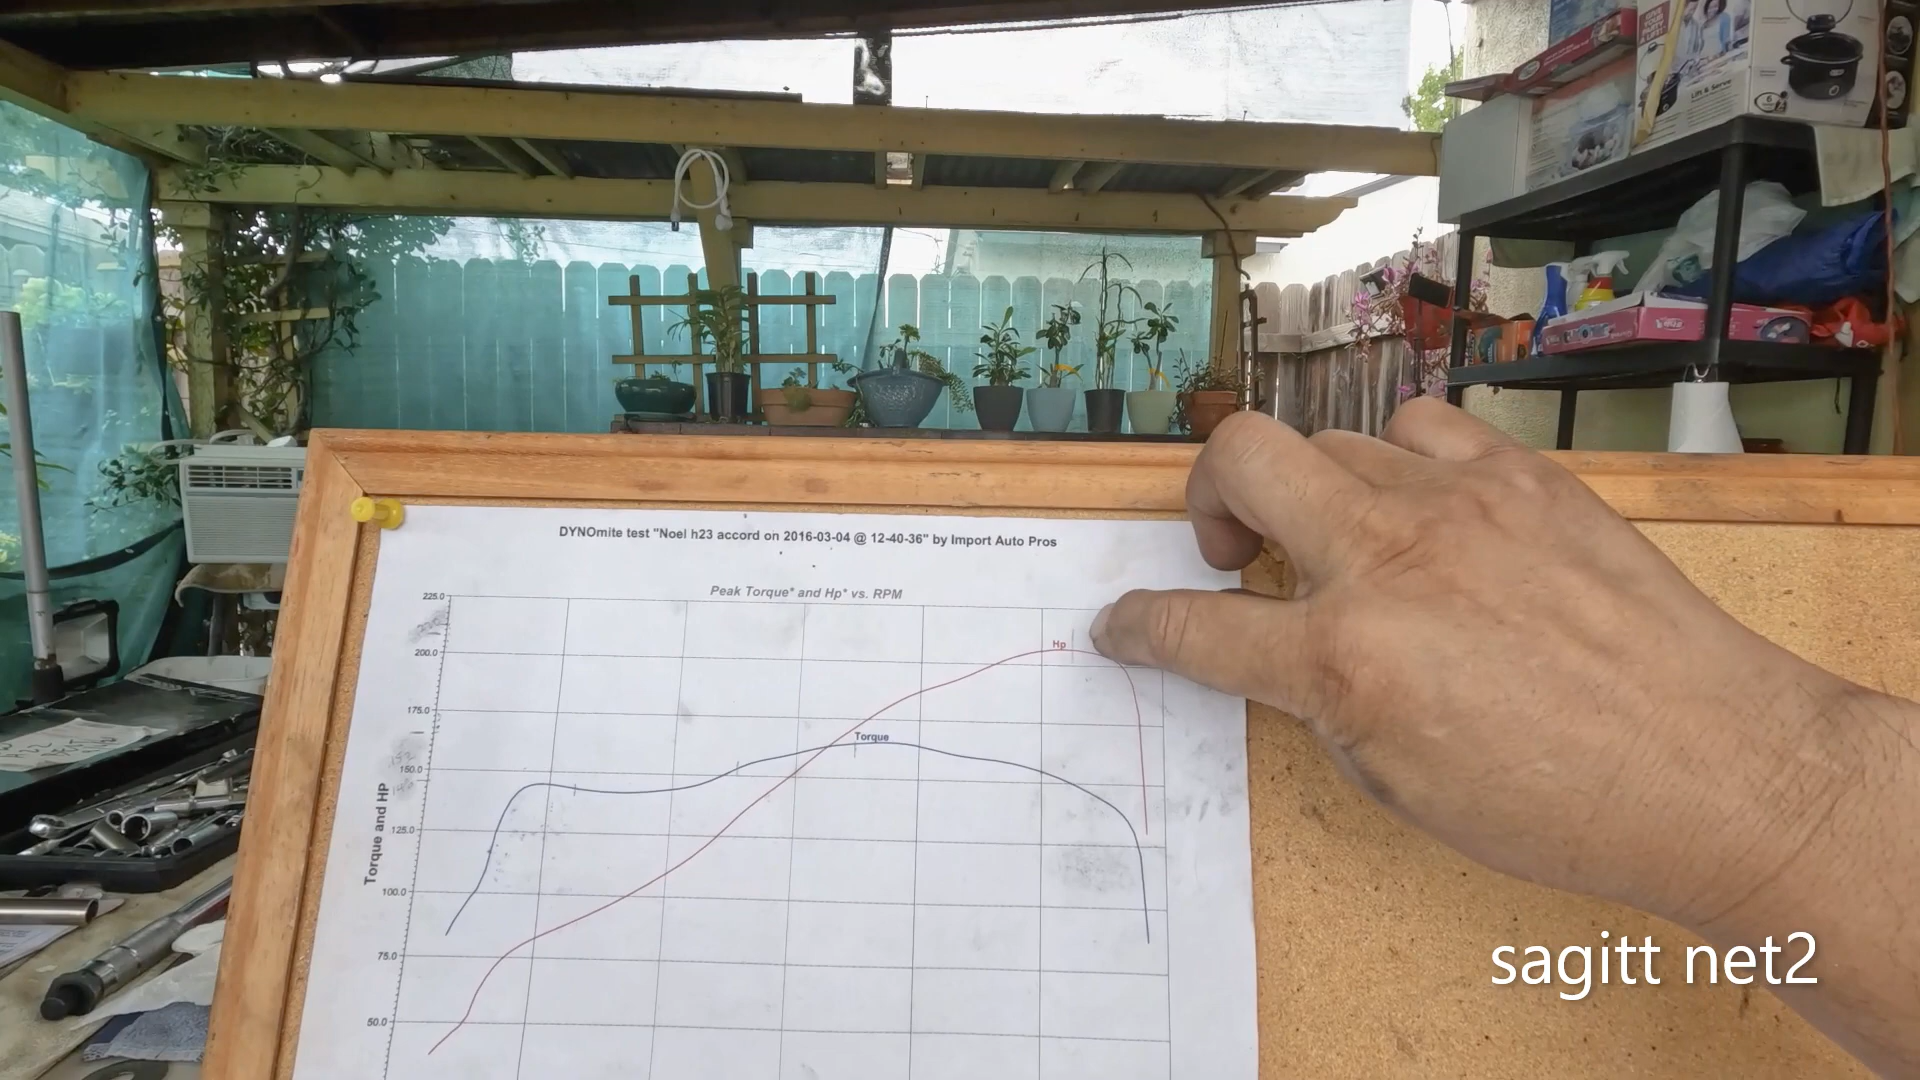 Lift & Serve
DYNOmite test "Noel h23 accord on 2016-03-04 @ 12-40-36" by Import Auto Pros
Peak Torque* and Hp* vs. RPM
225.0
200.0
175.0
150.0
125.0
100.0
75.0
50.0
Torque and HP
Hp
Torque
sagitt net2